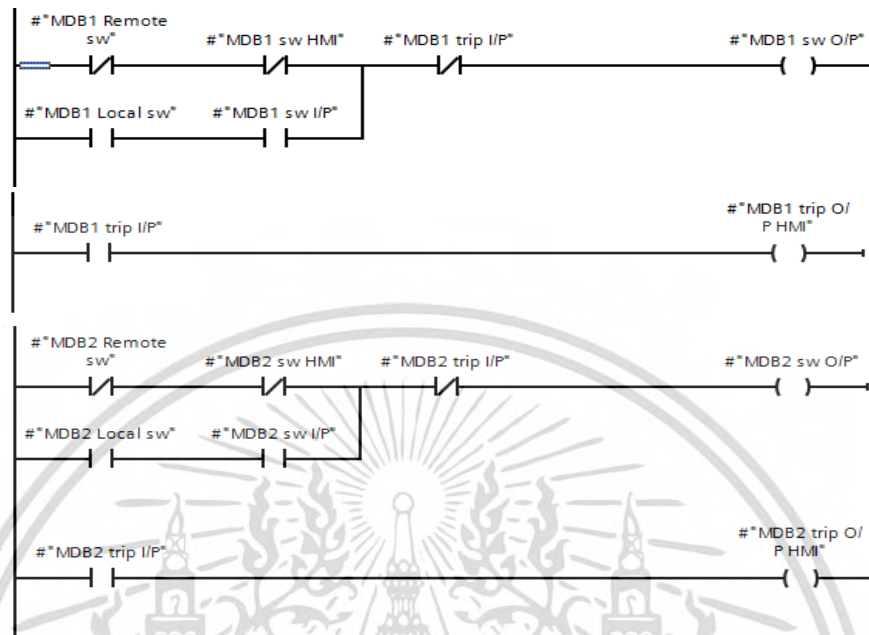 #"MDB1 Remote
sw"
#"MDB1 sw HMI"
#"MDB1 trip I/P"
#"MDB1 sw O/P"
#"MDB1 Local sw"
#"MDB1 sw I/P"
#"MDB1 trip I/P"
#"MDB1 trip O/
P HMI"
#"MDB2 Remote
sw"
#"MDB2 sw HMI"
#"MDB2 trip I/P"
#"MDB2 sw O/P"
#"MDB2 Local sw"
#"MDB2 sw I/P"
#"MDB2 trip I/P"
#"MDB2 trip O/
P HMI"